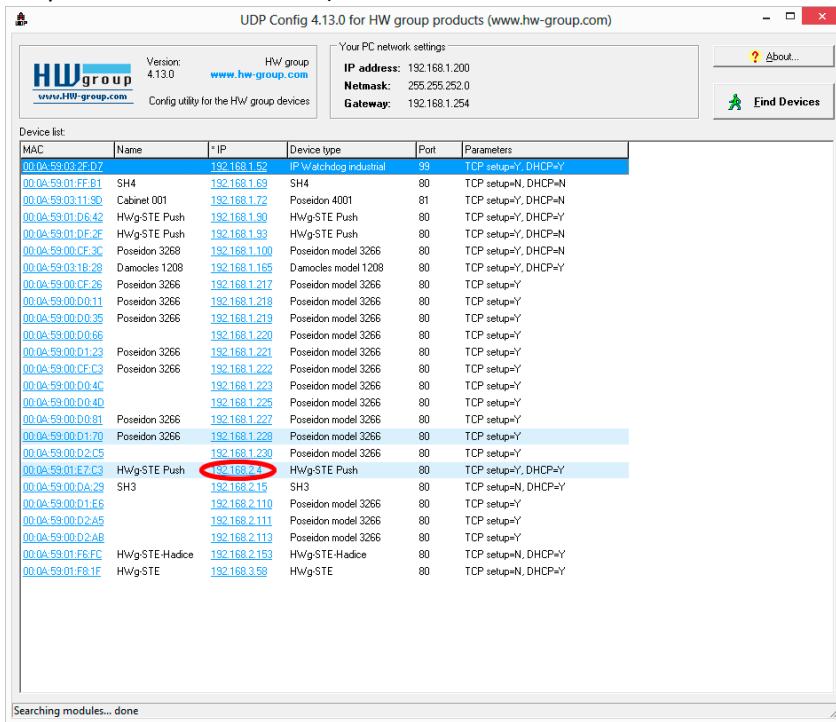 UDP Config 4.13.0 for HW group products (www.hw-group.com)
HWgroup
www.HW-group.com
Version: HW group
4.13.0 www.hw-group.com
Config utility for the HW group devices
Your PC network settings
IP address: 192.168.1.200
Netmask: 255.255.252.0
Gateway: 192.168.1.254
? About...
Find Devices
Device list:
MAC Name * IP Device type Port Parameters
00:0A:59:03:2F:D7 192.168.1.52 IP Watchdog industrial 99 TCP setup=Y, DHCP=Y
00:0A:59:01:FF:B1 SH4 192.168.1.69 SH4 80 TCP setup=N, DHCP=N
00:0A:59:03:11:9D Cabinet 001 192.168.1.72 Poseidon 4001 81 TCP setup=Y, DHCP=N
00:0A:59:01:D6:42 HWg-STE Push 192.168.1.90 HWg-STE Push 80 TCP setup=Y, DHCP=Y
00:0A:59:01:DF:2F HWg-STE Push 192.168.1.93 HWg-STE Push 80 TCP setup=Y, DHCP=N
00:0A:59:00:CF:3C Poseidon 3268 192.168.1.100 Poseidon model 3266 80 TCP setup=Y, DHCP=N
00:0A:59:03:1B:28 Damocles 1208 192.168.1.165 Damocles model 1208 80 TCP setup=Y, DHCP=Y
00:0A:59:00:CF:26 Poseidon 3266 192.168.1.217 Poseidon model 3266 80 TCP setup=Y
00:0A:59:00:D0:11 Poseidon 3266 192.168.1.218 Poseidon model 3266 80 TCP setup=Y
00:0A:59:00:D0:35 Poseidon 3266 192.168.1.219 Poseidon model 3266 80 TCP setup=Y
00:0A:59:00:D0:66 192.168.1.220 Poseidon model 3266 80 TCP setup=Y
00:0A:59:00:D1:23 Poseidon 3266 192.168.1.221 Poseidon model 3266 80 TCP setup=Y
00:0A:59:00:CF:C3 Poseidon 3266 192.168.1.222 Poseidon model 3266 80 TCP setup=Y
00:0A:59:00:D0:4C 192.168.1.223 Poseidon model 3266 80 TCP setup=Y
00:0A:59:00:D0:4D 192.168.1.225 Poseidon model 3266 80 TCP setup=Y
00:0A:59:00:D0:81 Poseidon 3266 192.168.1.227 Poseidon model 3266 80 TCP setup=Y
00:0A:59:00:D1:70 Poseidon 3266 192.168.1.228 Poseidon model 3266 80 TCP setup=Y
00:0A:59:00:D2:C5 192.168.1.230 Poseidon model 3266 80 TCP setup=Y
00:0A:59:01:E7:C3 HWg-STE Push 192.168.2.4 HWg-STE Push 80 TCP setup=Y, DHCP=Y
00:0A:59:00:DA:29 SH3 192.168.2.15 SH3 80 TCP setup=N, DHCP=Y
00:0A:59:00:D1:E6 192.168.2.110 Poseidon model 3266 80 TCP setup=Y
00:0A:59:00:D2:A5 192.168.2.111 Poseidon model 3266 80 TCP setup=Y
00:0A:59:00:D2:AB 192.168.2.113 Poseidon model 3266 80 TCP setup=Y
00:0A:59:01:F6:FC HWg-STE-Hadice 192.168.2.153 HWg-STE-Hadice 80 TCP setup=N, DHCP=Y
00:0A:59:01:F8:1F HWg-STE 192.168.3.58 HWg-STE 80 TCP setup=N, DHCP=Y
Searching modules... done